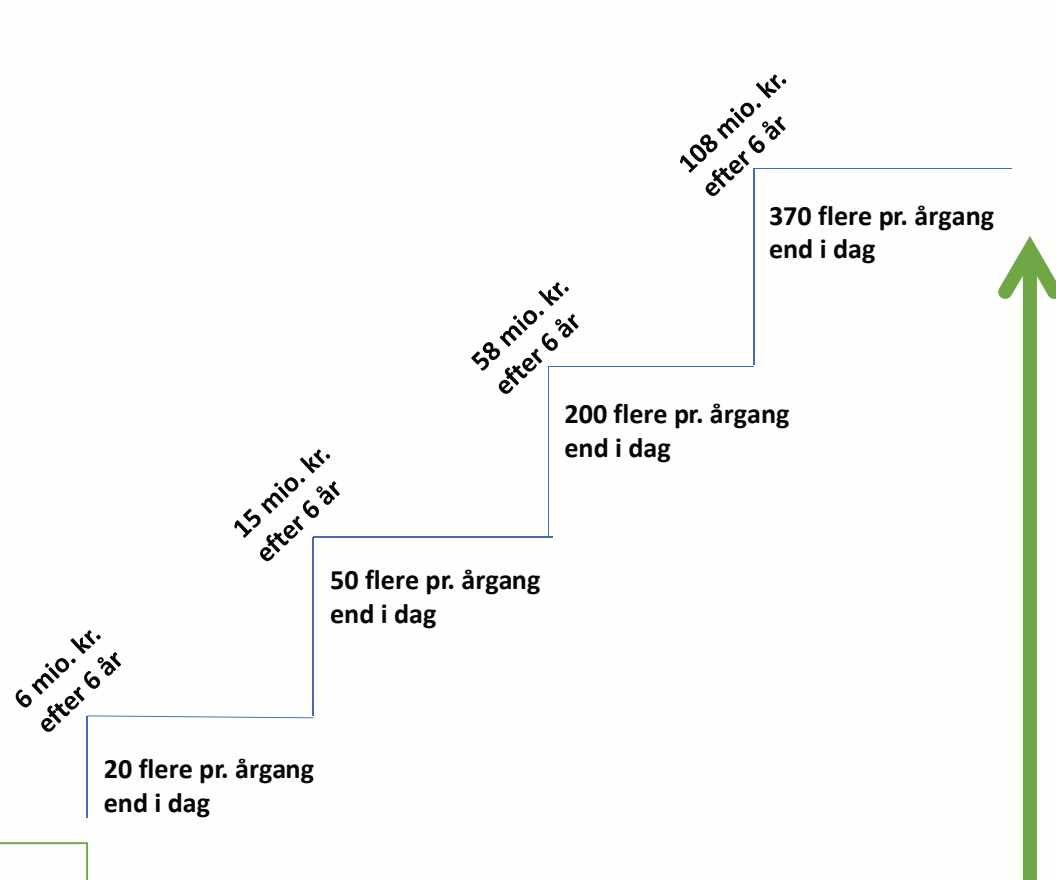 108 mio. kr.
efter 6 år
370 flere pr. årgang
end i dag
58 mio. kr.
efter 6 år
200 flere pr. årgang
end i dag
15 mio. kr.
efter 6 år
50 flere pr. årgang
end i dag
6 mio. kr.
efter 6 år
20 flere pr. årgang
end i dag